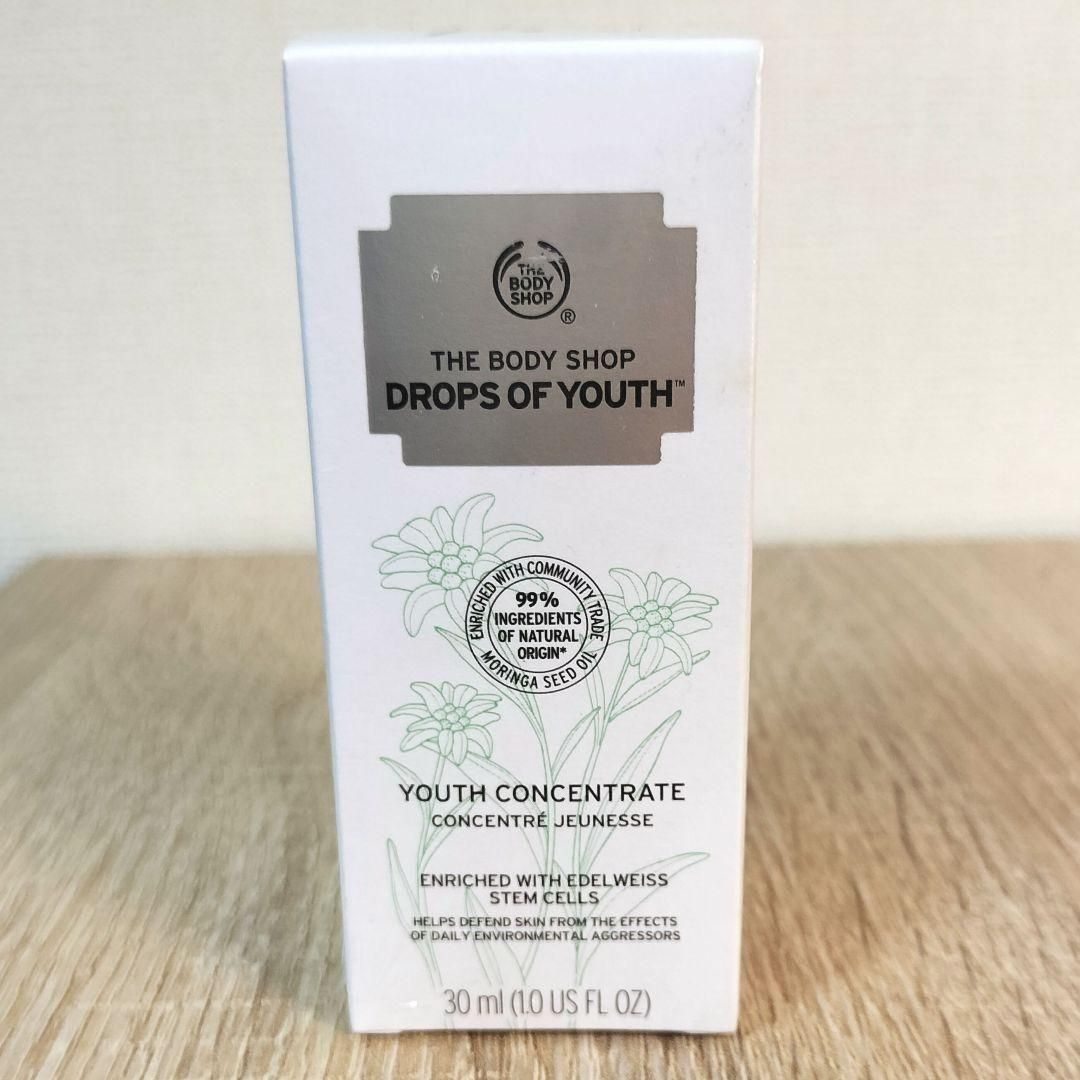 THE
BODY
SHOP
®
THE BODY SHOP
DROPS OF YOUTH™
ENRICHED WITH COMMUNITY TRADE
99%
INGREDIENTS
OF NATURAL
ORIGIN*
MORINGA SEED OIL
YOUTH CONCENTRATE
CONCENTRÉ JEUNESSE
ENRICHED WITH EDELWEISS
STEM CELLS
HELPS DEFEND SKIN FROM THE EFFECTS
OF DAILY ENVIRONMENTAL AGGRESSORS
30 ml (1.0 US FL OZ)